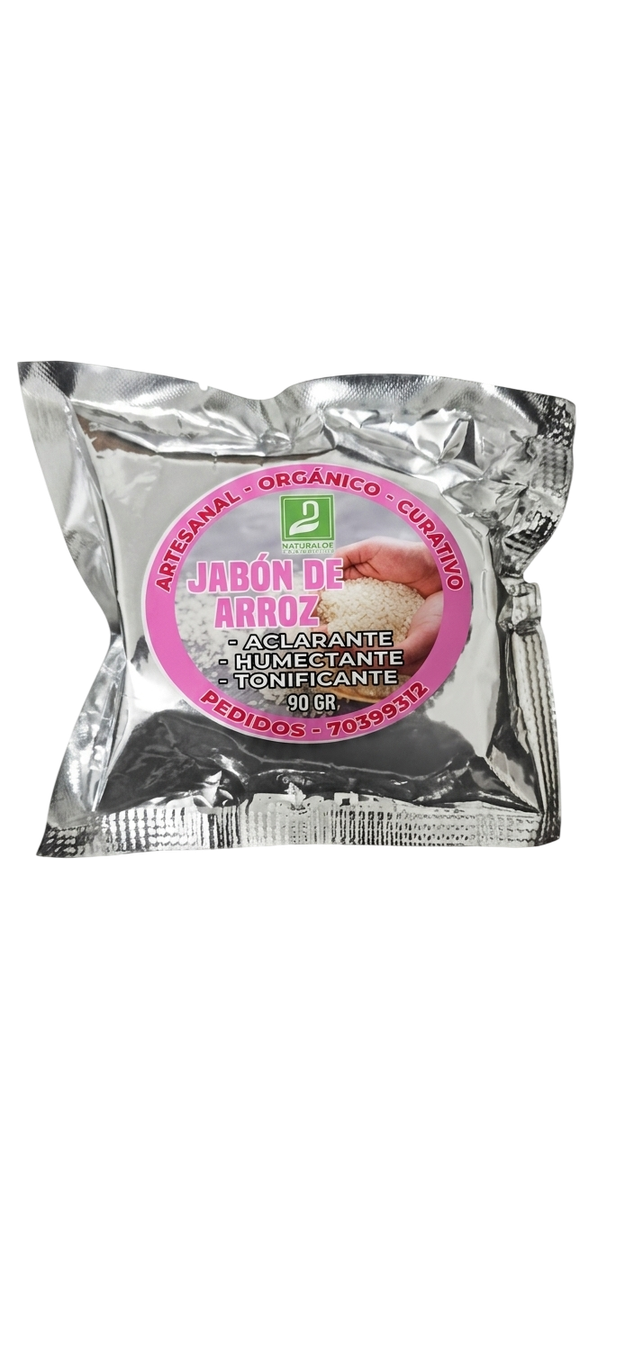 ARTESANAL - ORGÁNICO - CURATIVO
NATURALOE
JABÓN DE
ARROZ
- ACLARANTE
- HUMECTANTE
- TONIFICANTE
90 GR,
PEDIDOS - 70399312